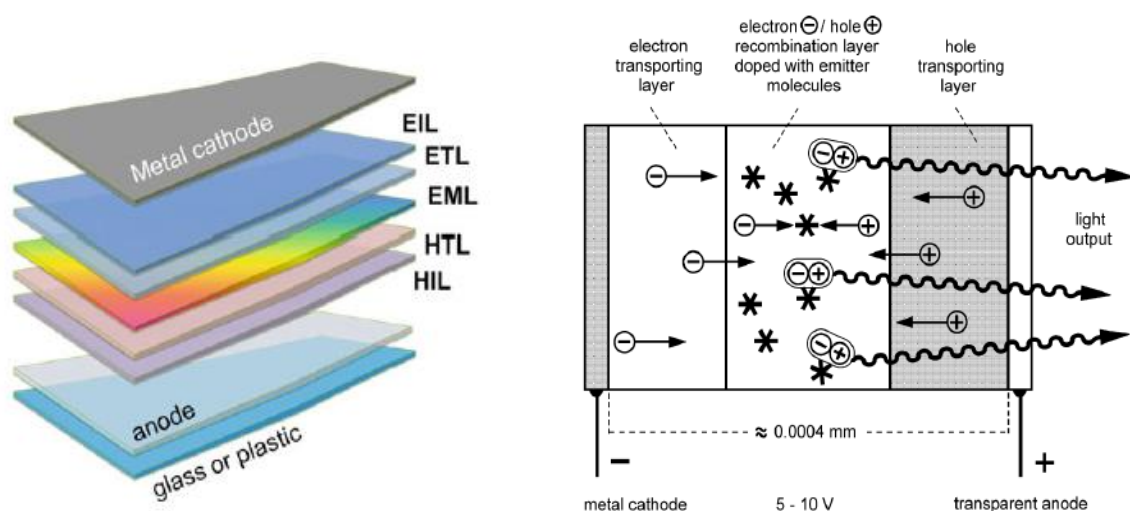 Metal cathode
EIL
ETL
EML
HTL
HIL
anode
glass or plastic
electron
transporting
layer
electron ⊖/ hole ⊕
recombination layer
doped with emitter
molecules
hole
transporting
layer
light
output
≈ 0.0004 mm
−
+
metal cathode
5 - 10 V
transparent anode